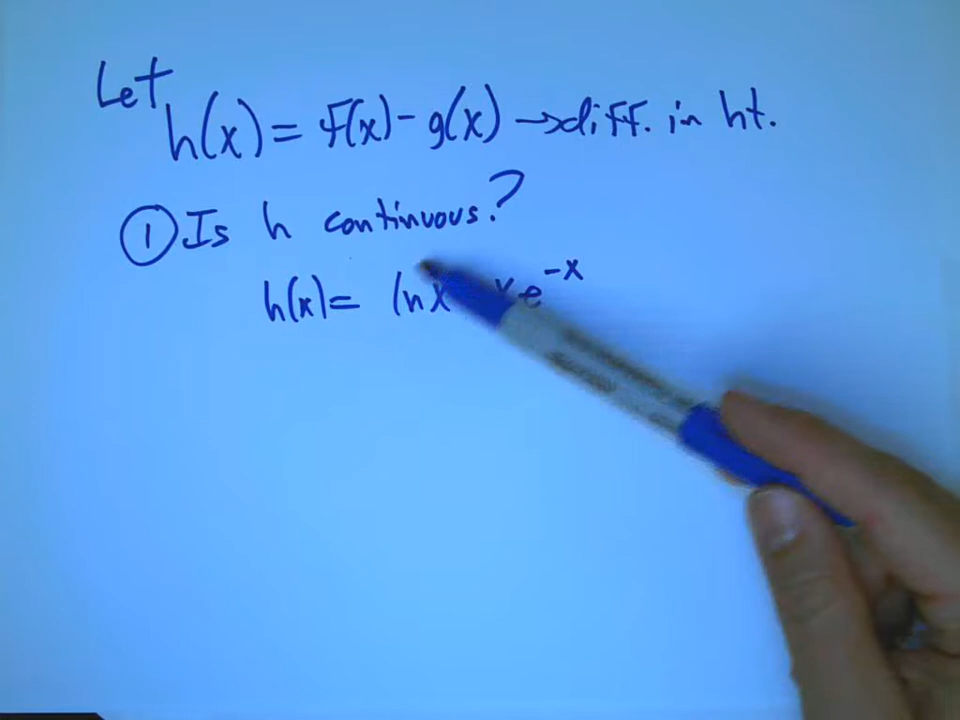 Let
h(x) = f(x) - g(x) → diff. in ht.
① Is h continuous?
h(x) = ln x e^{-x}